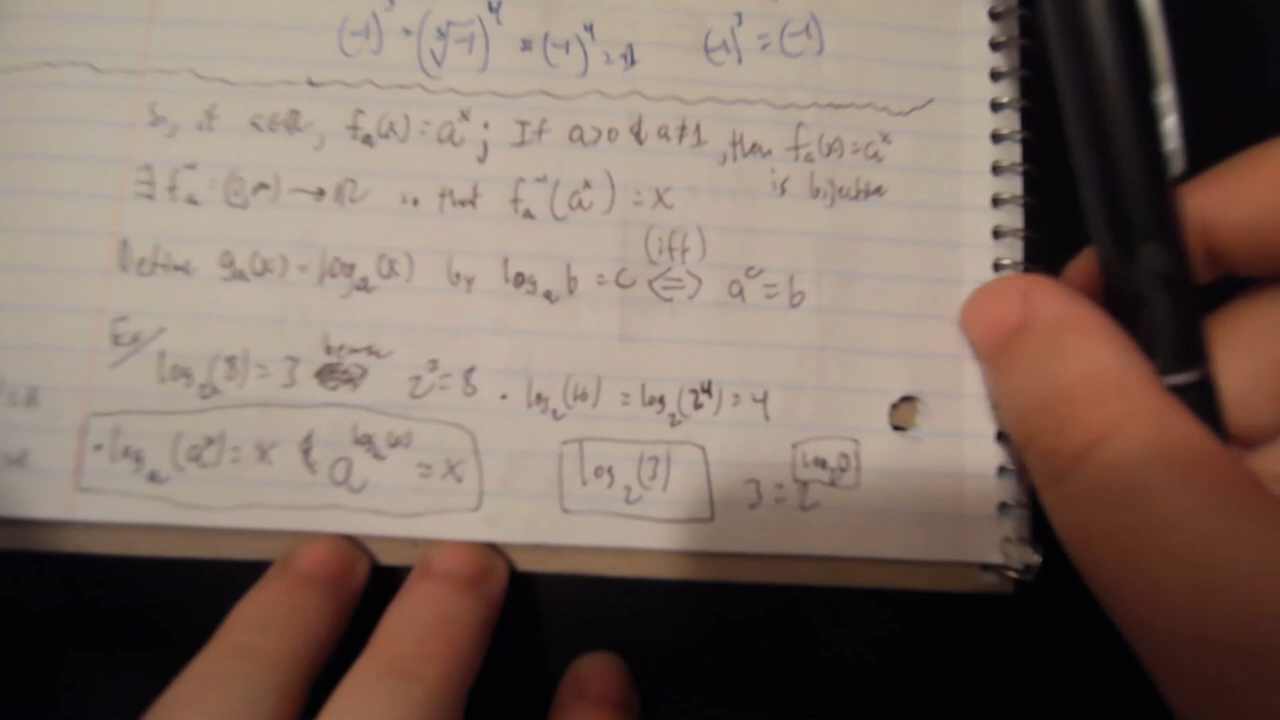 (-1) = (∛-1)⁴ = (-1)⁴ = 1 (-1)³ = (-1)
So, if a∈ℝ, fₐ(x) = aˣ; If a>0 & a≠1, then fₐ(x) = aˣ
is bijective
∃ fₐ⁻¹: (0,∞) → ℝ so that fₐ⁻¹(aˣ) = x
(iff)
Define gₐ(x) = logₐ(x) by logₐ b = c ⟺ aᶜ = b
Ex/ log₂(8) = 3 because 2³ = 8 · log₂(16) = log₂(2⁴) = 4
· logₐ(aˣ) = x & a^(logₐ(x)) = x log₂(3) 3 = 2^(log₂(3))